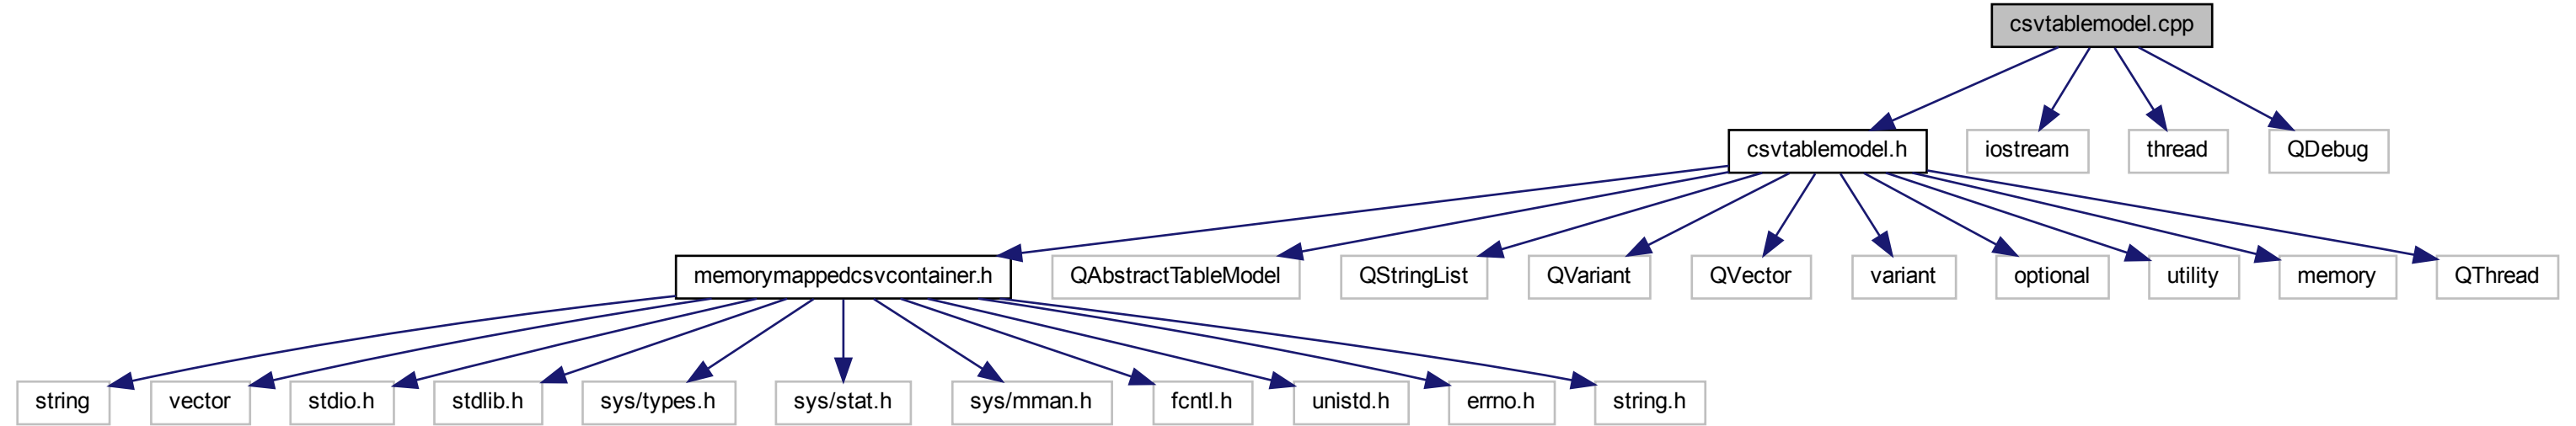 csvtablemodel.cpp
csvtablemodel.h
iostream
thread
QDebug
memorymappedcsvcontainer.h
QAbstractTableModel
QStringList
QVariant
QVector
variant
optional
utility
memory
QThread
string
vector
stdio.h
stdlib.h
sys/types.h
sys/stat.h
sys/mman.h
fcntl.h
unistd.h
errno.h
string.h